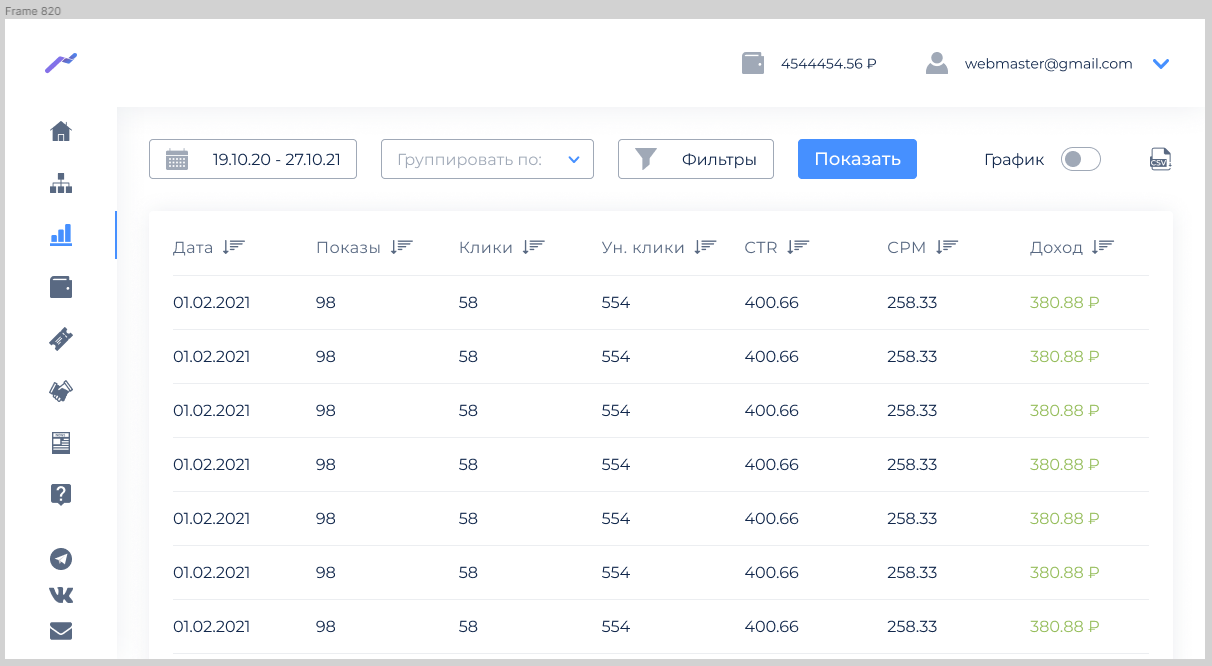 Frame 820
4544454.56 ₽ webmaster@gmail.com
19.10.20 - 27.10.21 Группировать по: Фильтры Показать График CSV
Дата Показы Клики Ун. клики CTR CPM Доход
01.02.2021 98 58 554 400.66 258.33 380.88 ₽
01.02.2021 98 58 554 400.66 258.33 380.88 ₽
01.02.2021 98 58 554 400.66 258.33 380.88 ₽
01.02.2021 98 58 554 400.66 258.33 380.88 ₽
01.02.2021 98 58 554 400.66 258.33 380.88 ₽
01.02.2021 98 58 554 400.66 258.33 380.88 ₽
01.02.2021 98 58 554 400.66 258.33 380.88 ₽